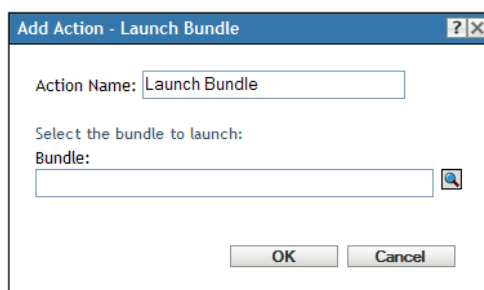 Add Action - Launch Bundle ? X
Action Name: Launch Bundle
Select the bundle to launch:
Bundle:
OK Cancel